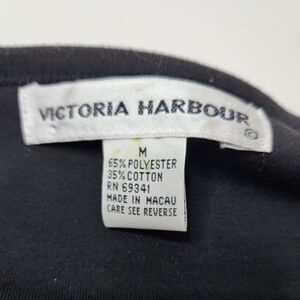 VICTORIA HARBOUR ©
M
65% POLYESTER
35% COTTON
RN 69341
MADE IN MACAU
CARE SEE REVERSE